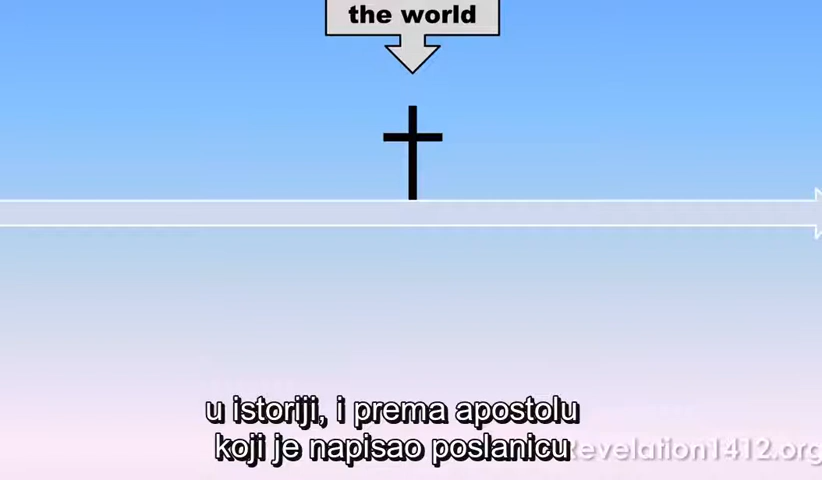 the world
u istoriji, i prema apostolu
koji je napisao poslanicu
Revelation1412.org